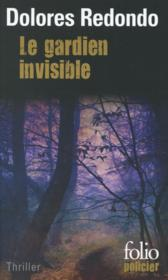 Dolores Redondo
Le gardien
invisible
Thriller
folio
policier